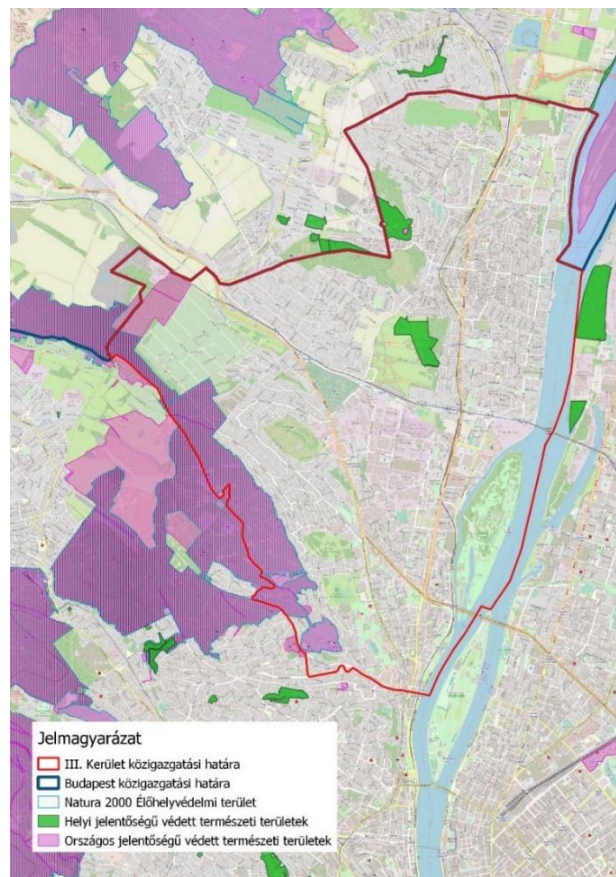 Jelmagyarázat
III. Kerület közigazgatási határa
Budapest közigazgatási határa
Natura 2000 Élőhelyvédelmi terület
Helyi jelentőségű védett természeti területek
Országos jelentőségű védett természeti területek